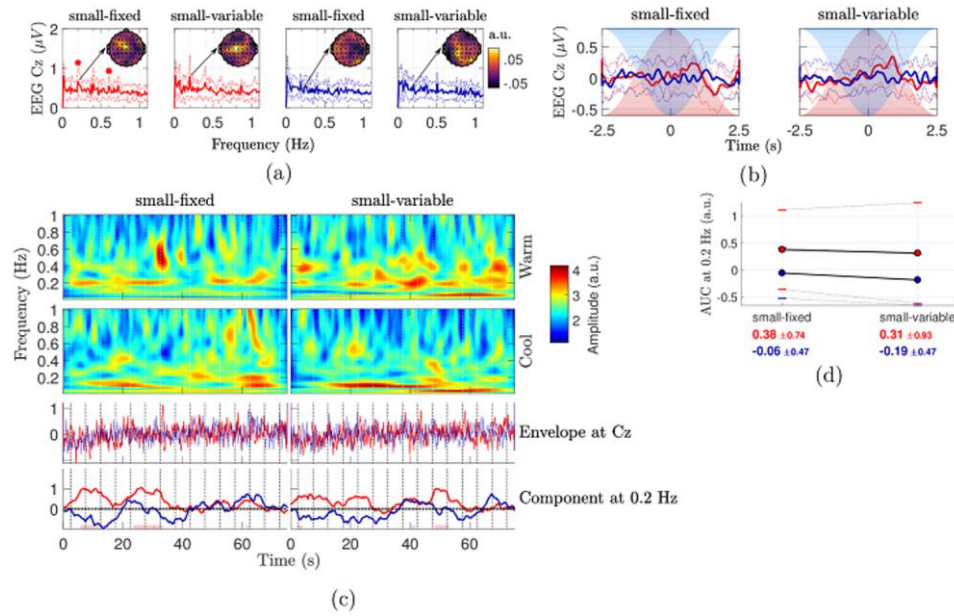 small-fixed small-variable small-fixed small-variable
EEG Cz (μV)
2
1
0
a.u.
.05
-.05
0 0.5 1 0 0.5 1 0 0.5 1 0 0.5 1
Frequency (Hz)
(a)
small-fixed small-variable
EEG Cz (μV)
0.5
0
-0.5
-2.5 0 2.5 -2.5 0 2.5
Time (s)
(b)
small-fixed small-variable
Frequency (Hz)
1
0.8
0.6
0.4
0.2
Warm
1
0.8
0.6
0.4
0.2
Cool
4
3
2
1
Amplitude (a.u.)
1
0
Envelope at Cz
1
0
Component at 0.2 Hz
0 20 40 60 0 20 40 60
Time (s)
(c)
AUC at 0.2 Hz (a.u.)
1
0.5
0
-0.5
small-fixed small-variable
0.38 ±0.74 0.31 ±0.93
-0.06 ±0.47 -0.19 ±0.47
(d)